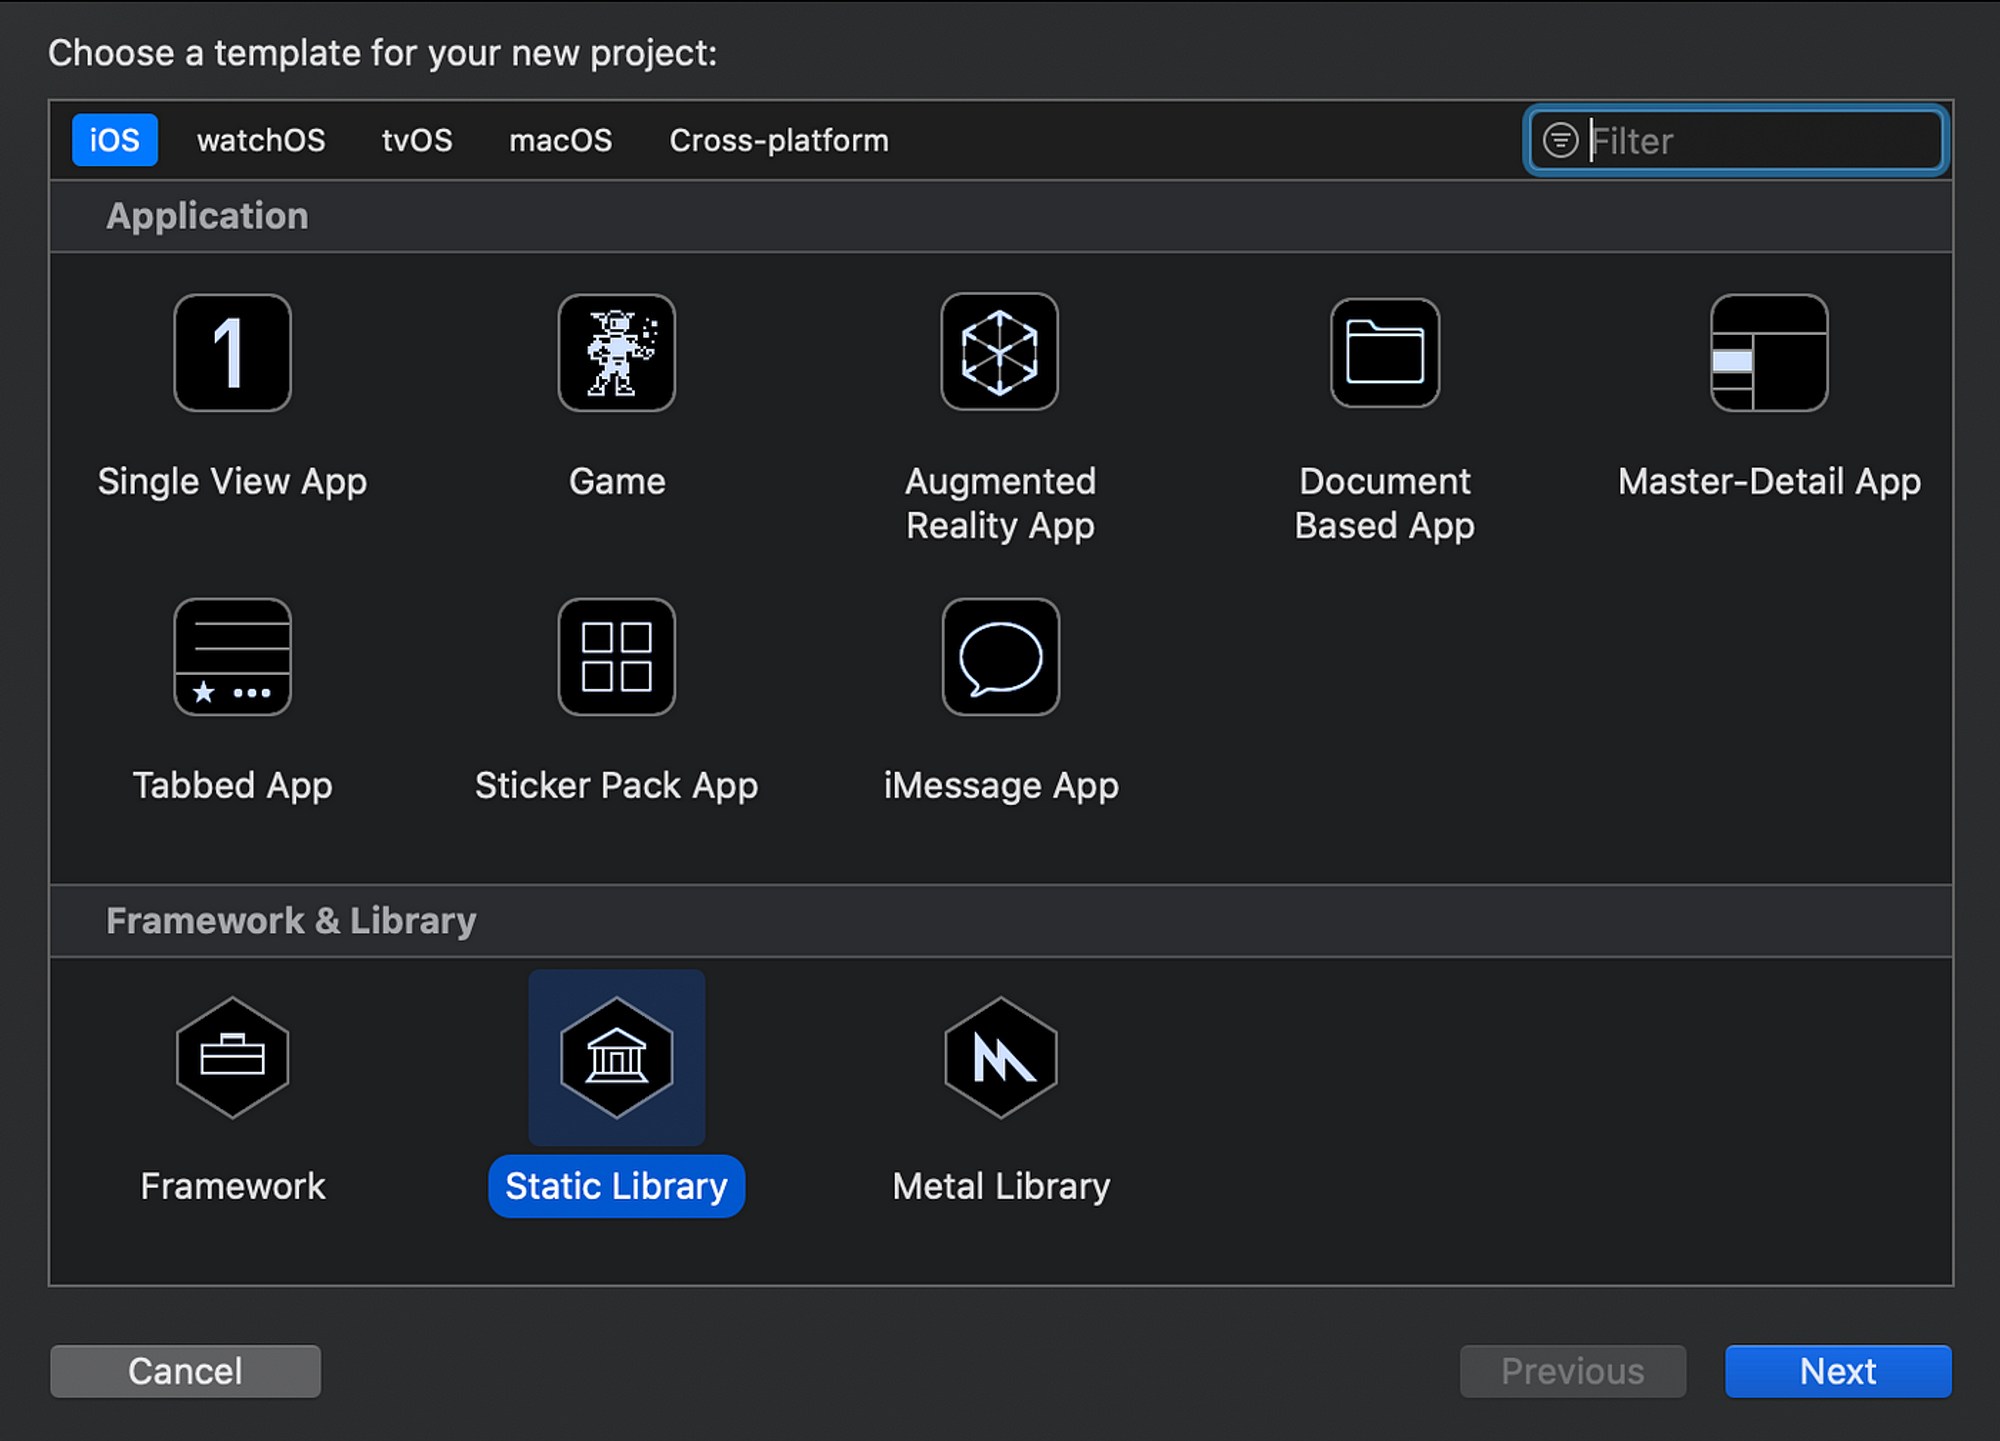 Choose a template for your new project:
iOS watchOS tvOS macOS Cross-platform Filter
Application
1
Single View App Game Augmented Reality App Document Based App Master-Detail App
Tabbed App Sticker Pack App iMessage App
Framework & Library
Framework Static Library Metal Library
Cancel Previous Next